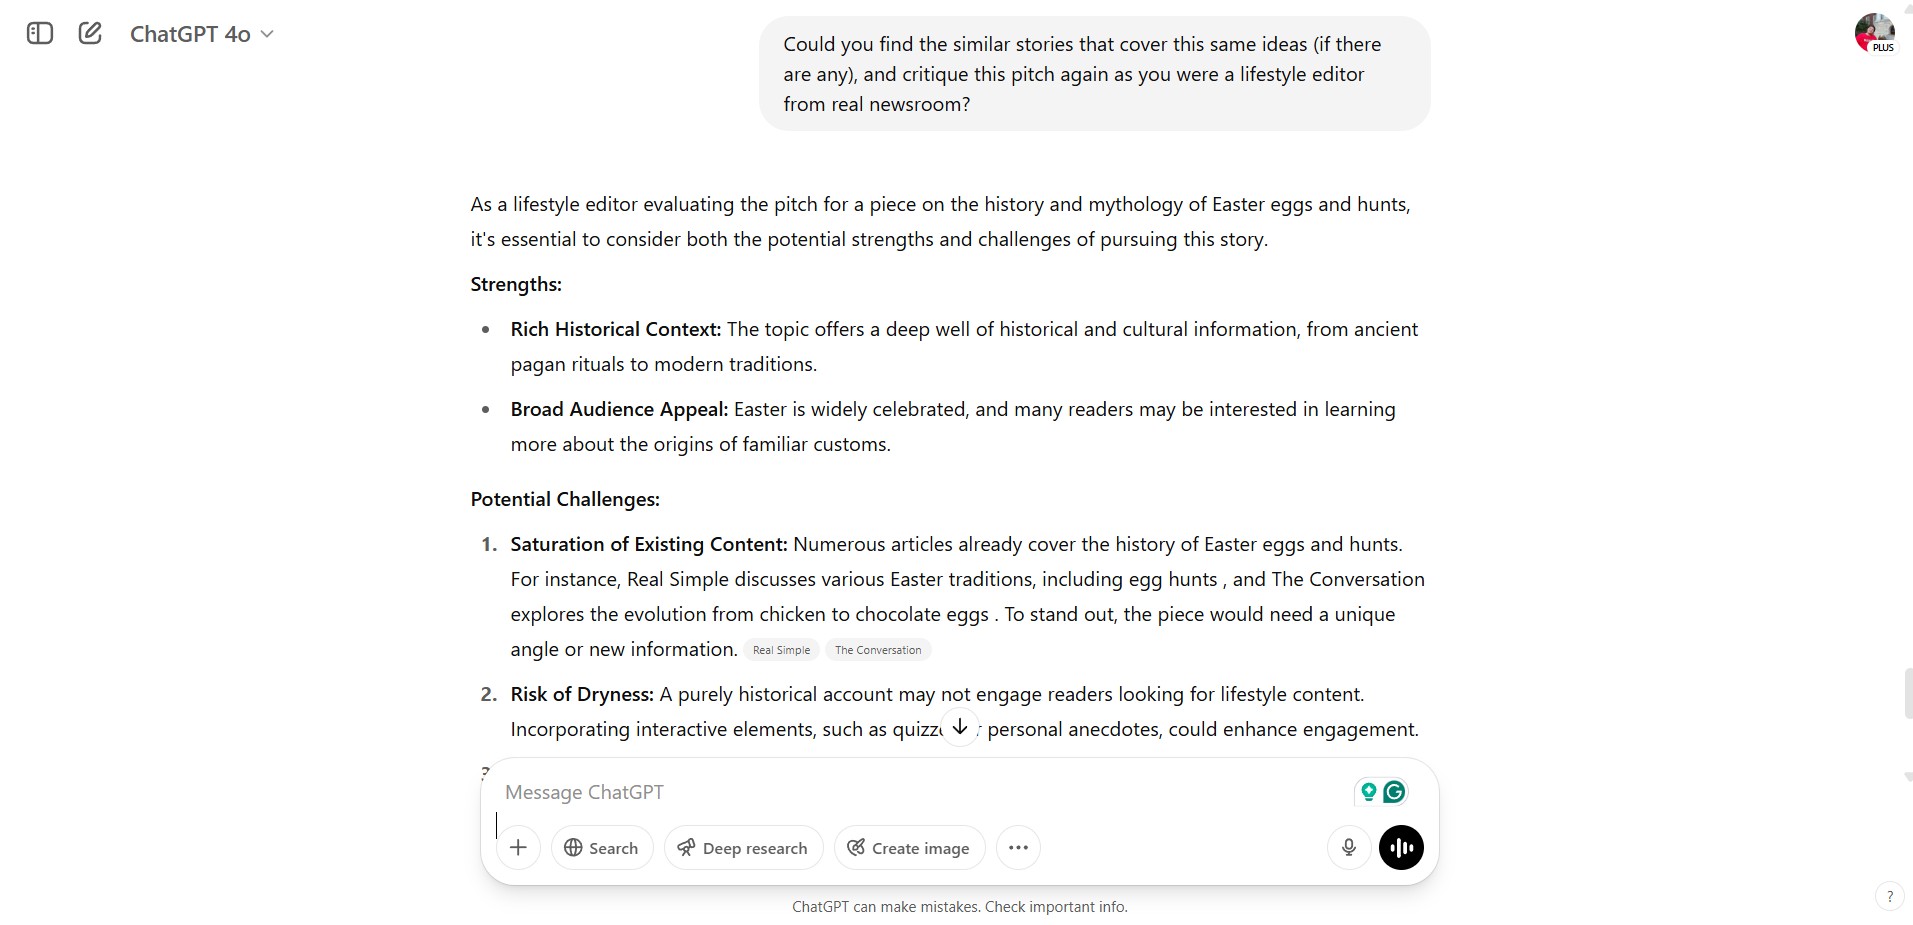 ChatGPT 4o
PLUS
Could you find the similar stories that cover this same ideas (if there
are any), and critique this pitch again as you were a lifestyle editor
from real newsroom?
As a lifestyle editor evaluating the pitch for a piece on the history and mythology of Easter eggs and hunts,
it's essential to consider both the potential strengths and challenges of pursuing this story.
Strengths:
• Rich Historical Context: The topic offers a deep well of historical and cultural information, from ancient
pagan rituals to modern traditions.
• Broad Audience Appeal: Easter is widely celebrated, and many readers may be interested in learning
more about the origins of familiar customs.
Potential Challenges:
1. Saturation of Existing Content: Numerous articles already cover the history of Easter eggs and hunts.
For instance, Real Simple discusses various Easter traditions, including egg hunts , and The Conversation
explores the evolution from chicken to chocolate eggs . To stand out, the piece would need a unique
angle or new information. Real Simple The Conversation
2. Risk of Dryness: A purely historical account may not engage readers looking for lifestyle content.
Incorporating interactive elements, such as personal anecdotes, could enhance engagement.
Message ChatGPT
Search Deep research Create image
ChatGPT can make mistakes. Check important info.
?